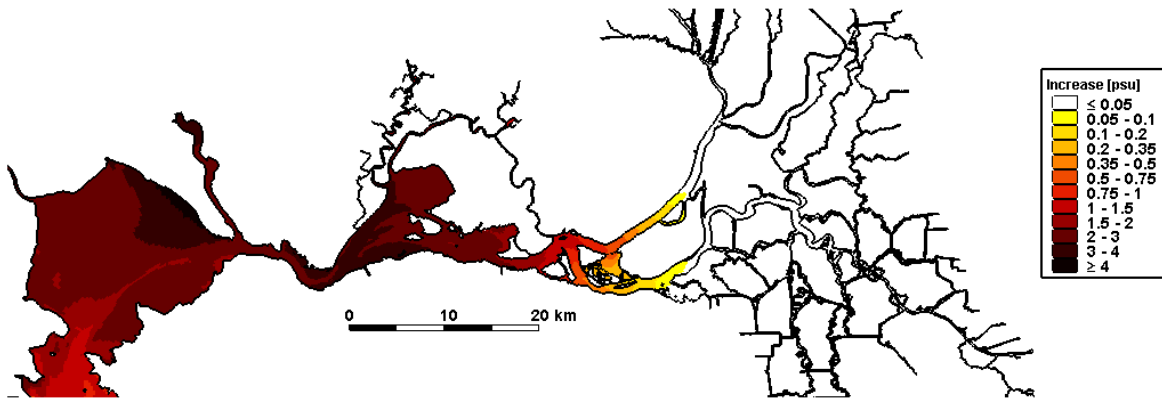 Increase [psu]
≤ 0.05
0.05 - 0.1
0.1 - 0.2
0.2 - 0.35
0.35 - 0.5
0.5 - 0.75
0.75 - 1
1 - 1.5
1.5 - 2
2 - 3
3 - 4
≥ 4
0 10 20 km